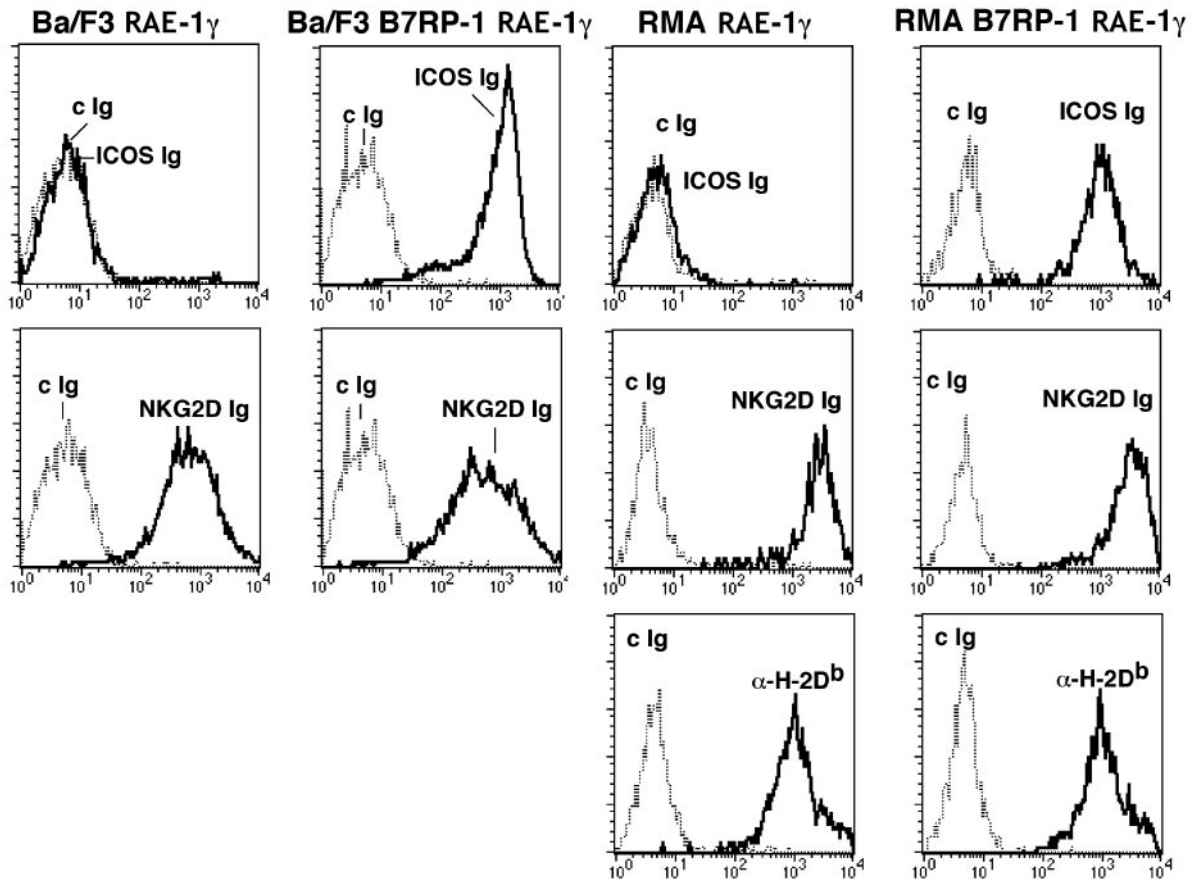 Ba/F3 RAE-1γ
Ba/F3 B7RP-1 RAE-1γ
RMA RAE-1γ
RMA B7RP-1 RAE-1γ
c Ig
ICOS Ig
10⁰ 10¹ 10² 10³ 10⁴
ICOS Ig
c Ig
10⁰ 10¹ 10² 10³
c Ig
ICOS Ig
10⁰ 10¹ 10² 10³ 10⁴
c Ig
ICOS Ig
10⁰ 10¹ 10² 10³ 10⁴
c Ig
NKG2D Ig
10⁰ 10¹ 10² 10³ 10⁴
c Ig
NKG2D Ig
10⁰ 10¹ 10² 10³ 10⁴
c Ig
NKG2D Ig
10⁰ 10¹ 10² 10³ 10⁴
c Ig
NKG2D Ig
10⁰ 10¹ 10² 10³ 10⁴
c Ig
α-H-2Dᵇ
10⁰ 10¹ 10² 10³ 10⁴
c Ig
α-H-2Dᵇ
10⁰ 10¹ 10² 10³ 10⁴